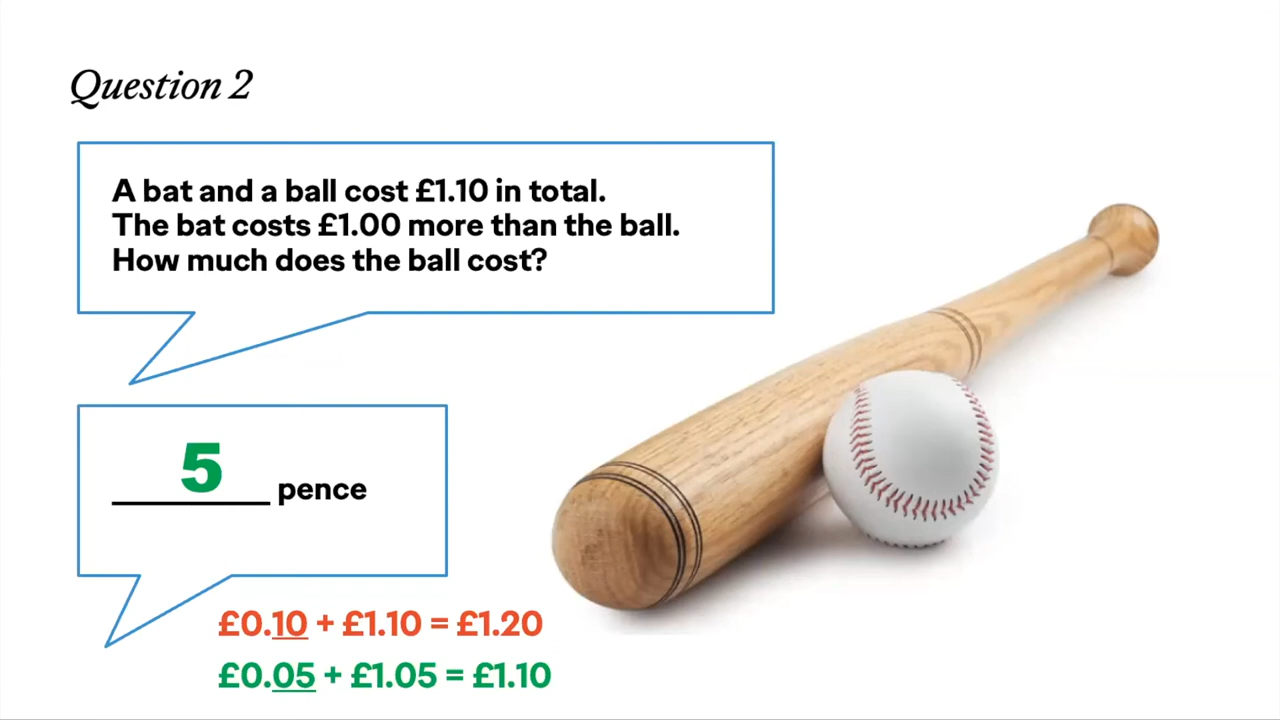 Question 2
A bat and a ball cost £1.10 in total.
The bat costs £1.00 more than the ball.
How much does the ball cost?
5 pence
£0.10 + £1.10 = £1.20
£0.05 + £1.05 = £1.10